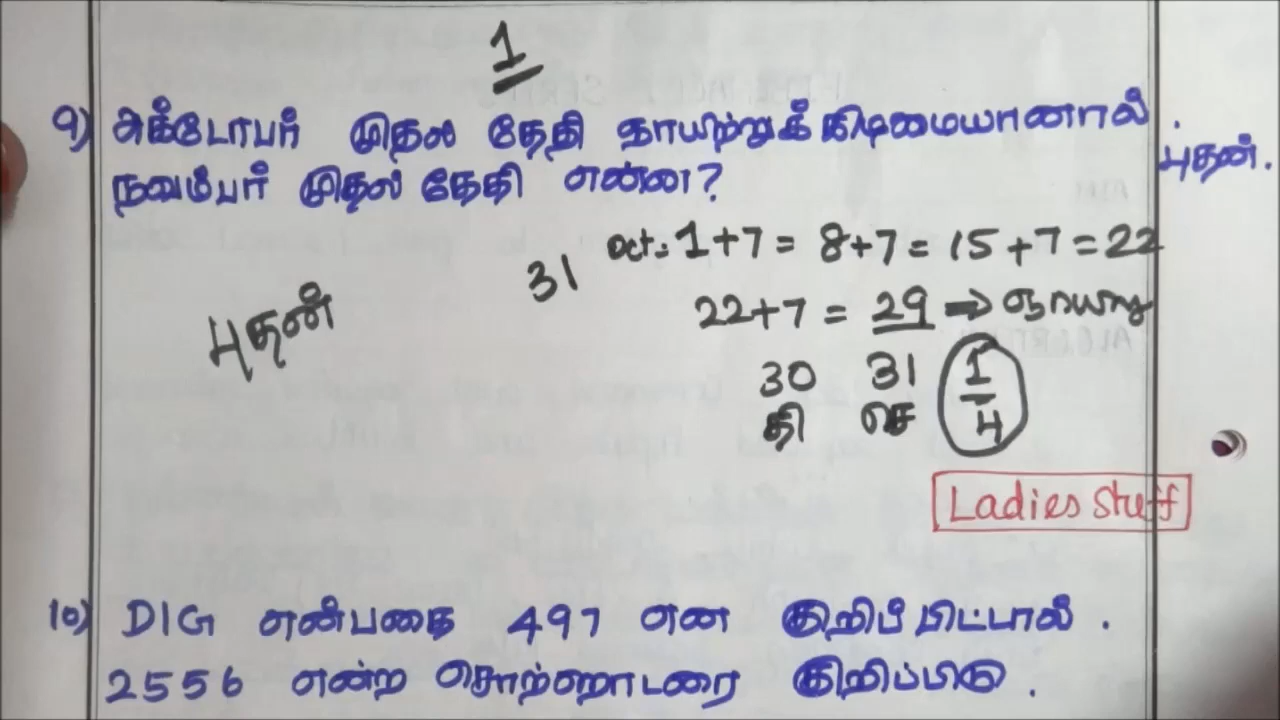 1
9) அக்டோபர் முதல தேதி ஞாயிற்றுக் கிடிமையானால்.
நவம்பர் முதல் தேதி என்ன?
புதன்.
oct. 1+7 = 8+7 = 15+7 = 22
31
22+7 = 29 ⇒ ஞாயிறு
புதன்
30 31 1
தி செ பு
Ladies Stuff
10) DIG என்பதை 497 என குறிப்பிட்டால்.
2556 என்ற சொற்றொடரை குறிப்பிடு.